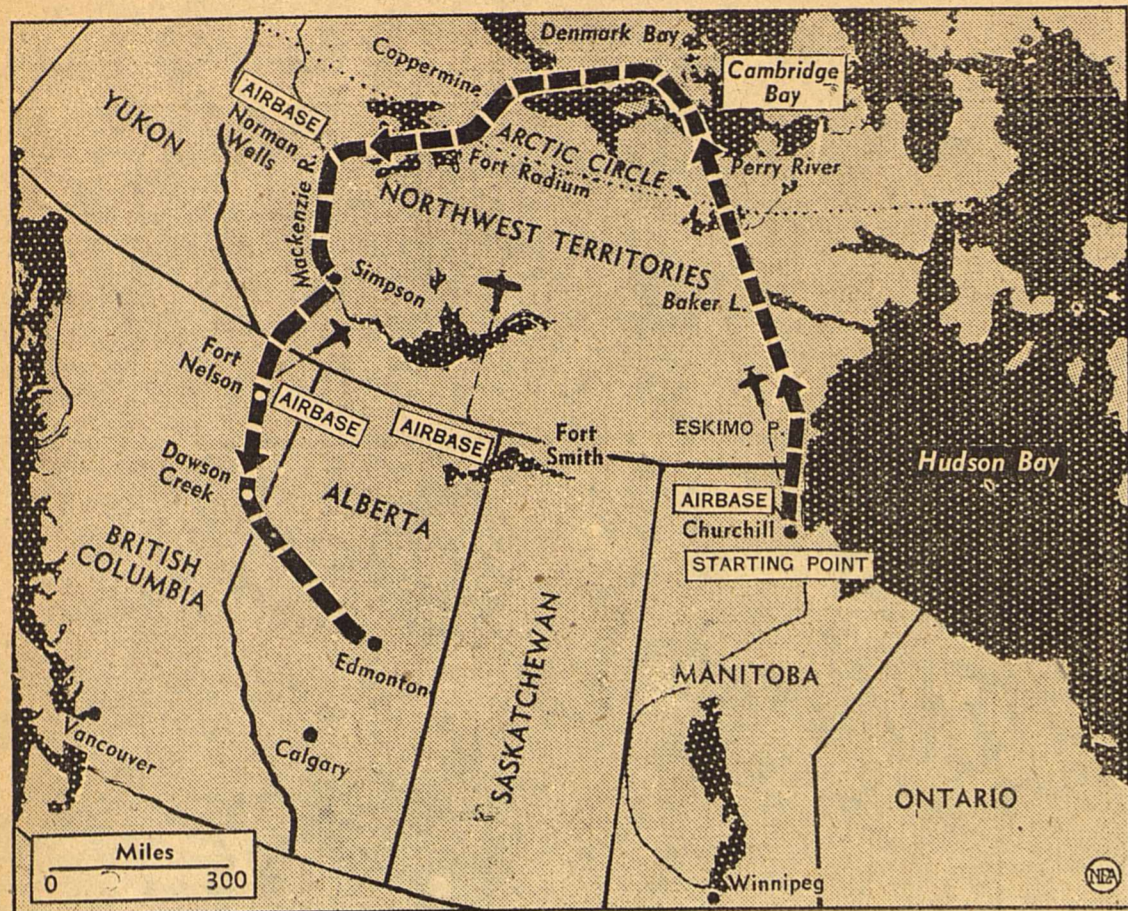 Denmark Bay
Coppermine
Cambridge
Bay
AIRBASE
Norman
Wells
YUKON
ARCTIC CIRCLE
Fort Radium
Perry River
Mackenzie R.
NORTHWEST TERRITORIES
Simpson
Baker L.
Fort
Nelson
AIRBASE
AIRBASE
Fort
Smith
ESKIMO P.
Hudson Bay
Dawson
Creek
ALBERTA
AIRBASE
Churchill
STARTING POINT
BRITISH
COLUMBIA
Edmonton
SASKATCHEWAN
MANITOBA
Vancouver
Calgary
ONTARIO
Miles
0 300
Winnipeg
NEA